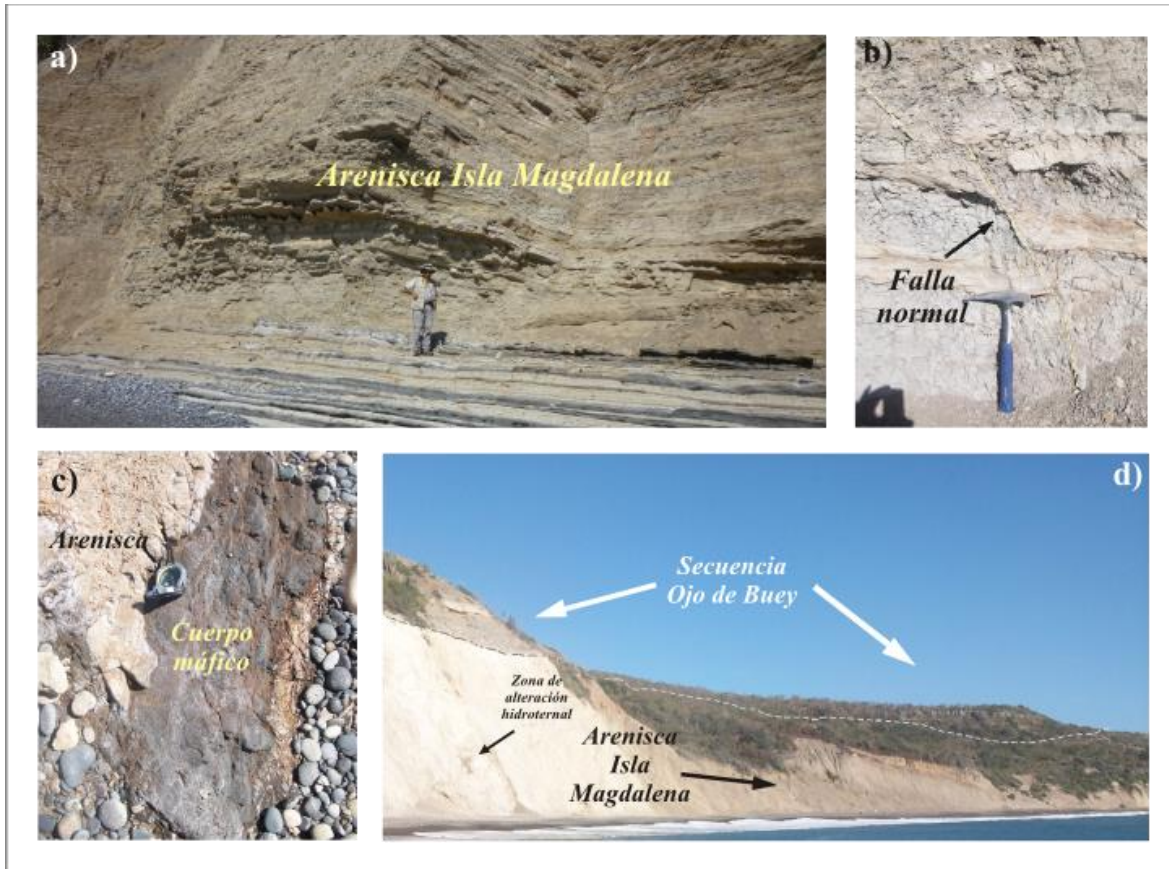 a)
Arenisca Isla Magdalena
b)
Falla
normal
c)
Arenisca
Cuerpo
máfico
d)
Secuencia
Ojo de Buey
Zona de
alteración
hidroternal
Arenisca
Isla
Magdalena